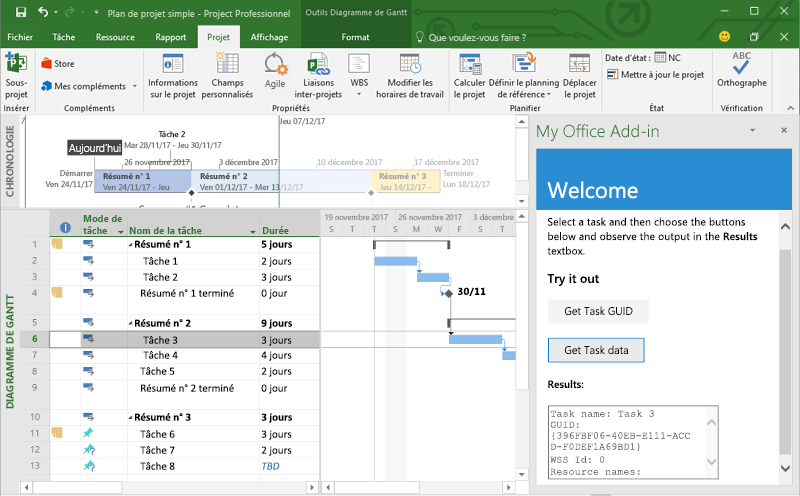 Plan de projet simple - Project Professionnel
Outils Diagramme de Gantt
Fichier Tâche Ressource Rapport Projet Affichage Format Que voulez-vous faire ?
Sous-projet
Insérer
Store
Mes compléments
Compléments
Informations sur le projet
Champs personnalisés
Agile
Liaisons inter-projets
WBS
Modifier les horaires de travail
Propriétés
Calculer le projet
Définir le planning de référence
Déplacer le projet
Planifier
Date d'état : NC
Mettre à jour le projet
État
ABC
Orthographe
Vérification
CHRONOLOGIE
Jeu 07/12/17
Tâche 2
Mar 28/11/17 - Jeu 30/11/17
Aujourd'hui
26 novembre 2017 3 décembre 2017 10 décembre 2017 17 décembre 2017
Démarrer
Ven 24/11/17
Résumé n° 1
Ven 24/11/17 - Jeu
Résumé n° 2
Ven 01/12/17 - Mer 13/12/17
Résumé n° 3
Jeu 14/12/17 -
Terminer
Lun 18/12/17
DIAGRAMME DE GANTT
Mode de tâche Nom de la tâche Durée
1 Résumé n° 1 5 jours
2 Tâche 1 2 jours
3 Tâche 2 3 jours
4 Résumé n° 1 terminé 0 jour
5 Résumé n° 2 9 jours
6 Tâche 3 3 jours
7 Tâche 4 4 jours
8 Tâche 5 2 jours
9 Résumé n° 2 terminé 0 jour
10 Résumé n° 3 3 jours
11 Tâche 6 3 jours
12 Tâche 7 2 jours
13 Tâche 8 TBD
19 novembre 2017 26 novembre 2017 3 décembre
S T T S M W F S T
30/11
My Office Add-in
Welcome
Select a task and then choose the buttons
below and observe the output in the Results
textbox.
Try it out
Get Task GUID
Get Task data
Results:
Task name: Task 3
GUID:
{396FBF06-40EB-E111-ACC
D-F0DEF1A69BD1}
WSS Id: 0
Resource names: